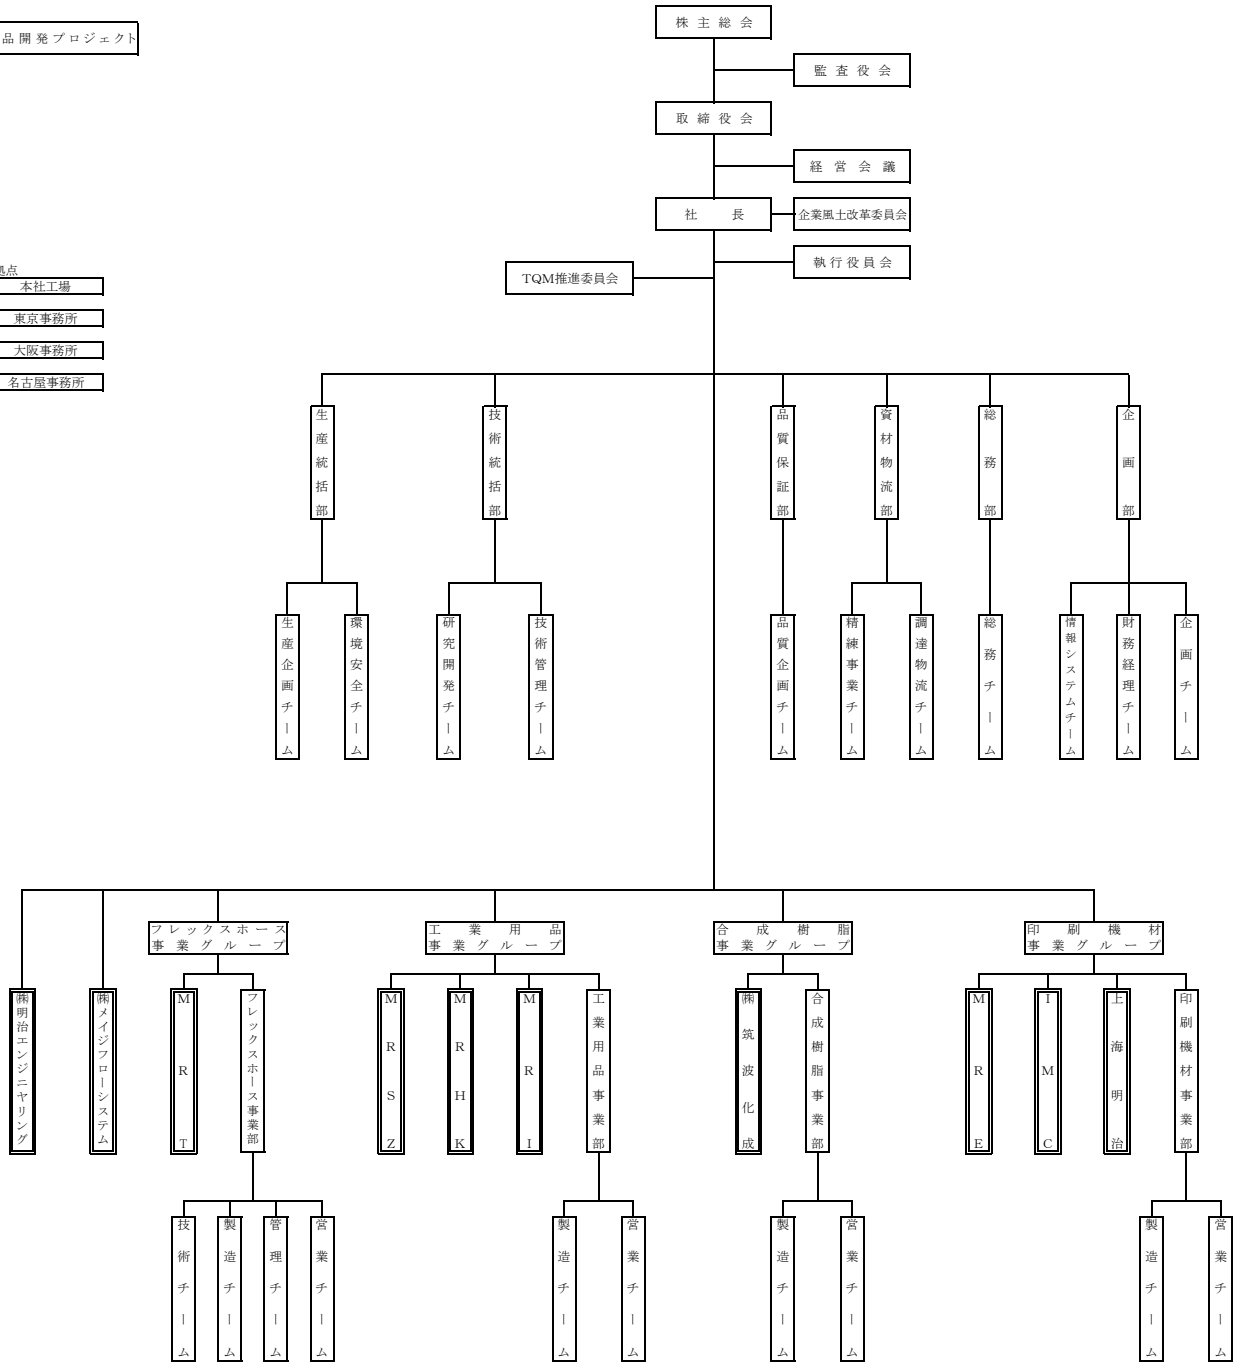 株主総会
品開発プロジェクト
監査役会
取締役会
経営会議
社長
企業風土改革委員会
執行役員会
TQM推進委員会
拠点
本社工場
東京事務所
大阪事務所
名古屋事務所
生産統括部
技術統括部
品質保証部
資材物流部
総務部
企画部
生産企画チーム
環境安全チーム
研究開発チーム
技術管理チーム
品質企画チーム
精練事業チーム
調達物流チーム
総務チーム
情報システムチーム
財務経理チーム
企画チーム
フレックスホース
事業グループ
工業用品
事業グループ
合成樹脂
事業グループ
印刷機材
事業グループ
㈱明治エンジニヤリング
㈱メイジフローシステム
MRT
フレックスホース事業部
MRSZ
MRHK
MRI
工業用品事業部
㈱筑波化成
合成樹脂事業部
MRE
IMC
上海明治
印刷機材事業部
技術チーム
製造チーム
管理チーム
営業チーム
製造チーム
営業チーム
製造チーム
営業チーム
製造チーム
営業チーム